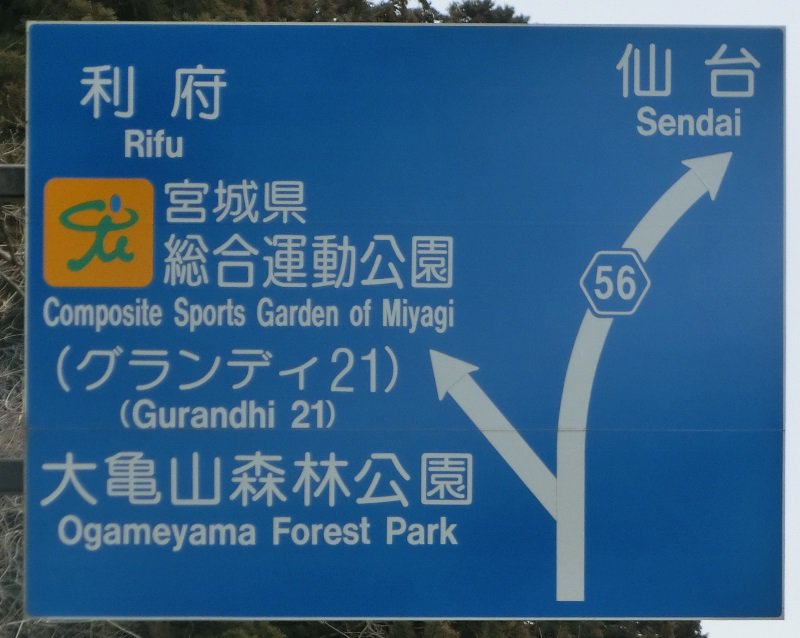 利府
Rifu
宮城県
総合運動公園
Composite Sports Garden of Miyagi
(グランディ21)
(Gurandhi 21)
大亀山森林公園
Ogameyama Forest Park
仙台
Sendai
56